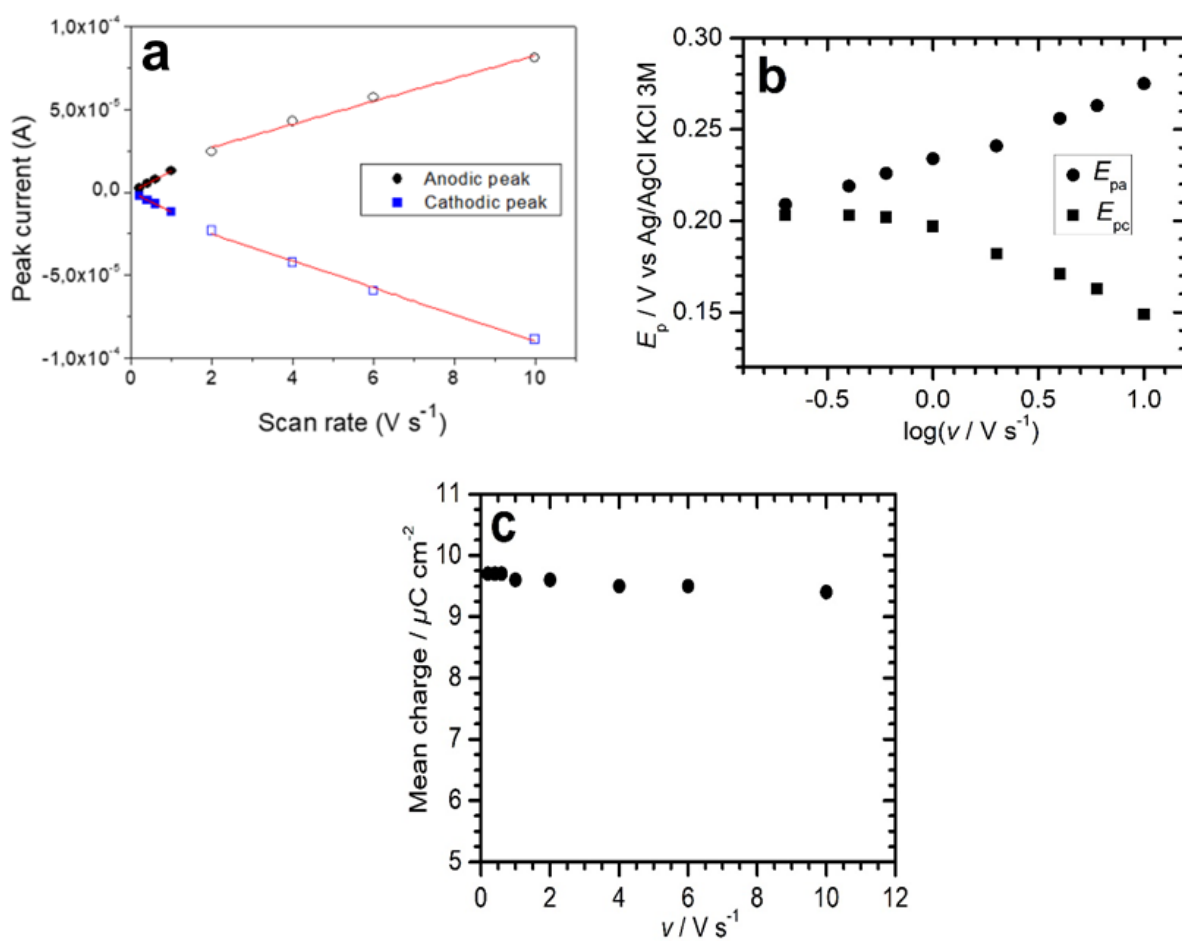 a
1,0x10⁻⁴
5,0x10⁻⁵
0,0
-5,0x10⁻⁵
-1,0x10⁻⁴
Peak current (A)
Anodic peak
Cathodic peak
0 2 4 6 8 10
Scan rate (V s⁻¹)
b
0.30
0.25
0.20
0.15
Eₚ / V vs Ag/AgCl KCl 3M
Eₚₐ
Eₚc
-0.5 0.0 0.5 1.0
log(v / V s⁻¹)
c
11
10
9
8
7
6
5
Mean charge / μC cm⁻²
0 2 4 6 8 10 12
v / V s⁻¹